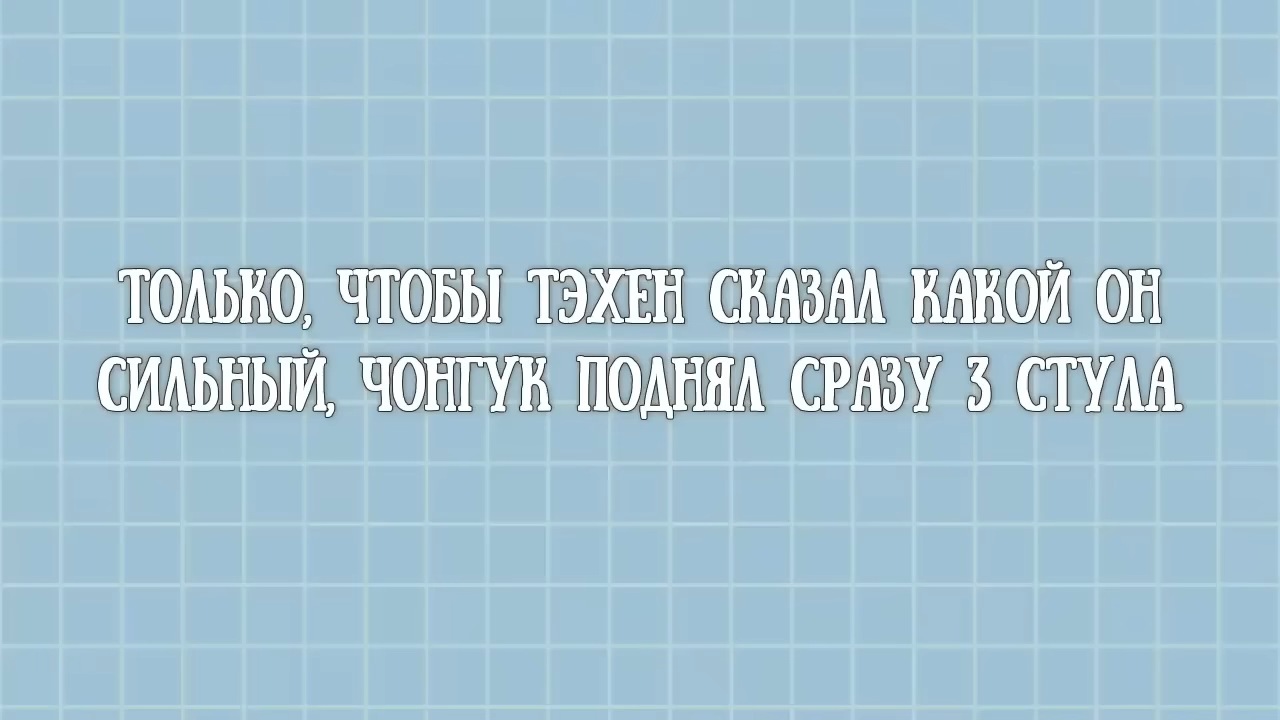 ТОЛЬКО, ЧТОБЫ ТЭХЕН СКАЗАЛ КАКОЙ ОН
СИЛЬНЫЙ, ЧОНГУК ПОДНЯЛ СРАЗУ 3 СТУЛА.